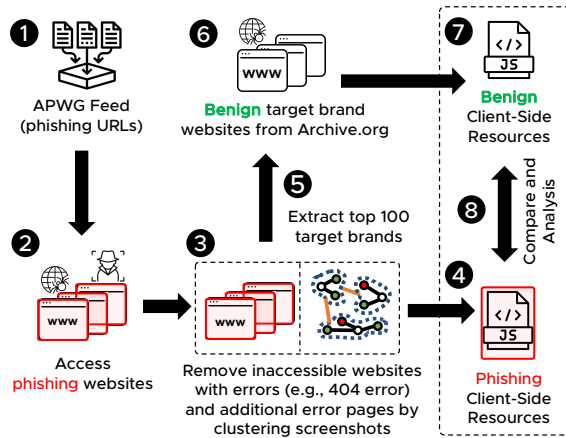 1
APWG Feed
(phishing URLs)
2
www
Access
phishing websites
3
www
Remove inaccessible websites
with errors (e.g., 404 error)
and additional error pages by
clustering screenshots
4
JS
Phishing
Client-Side
Resources
5
Extract top 100
target brands
6
www
Benign target brand
websites from Archive.org
7
JS
Benign
Client-Side
Resources
8
Compare and
Analysis